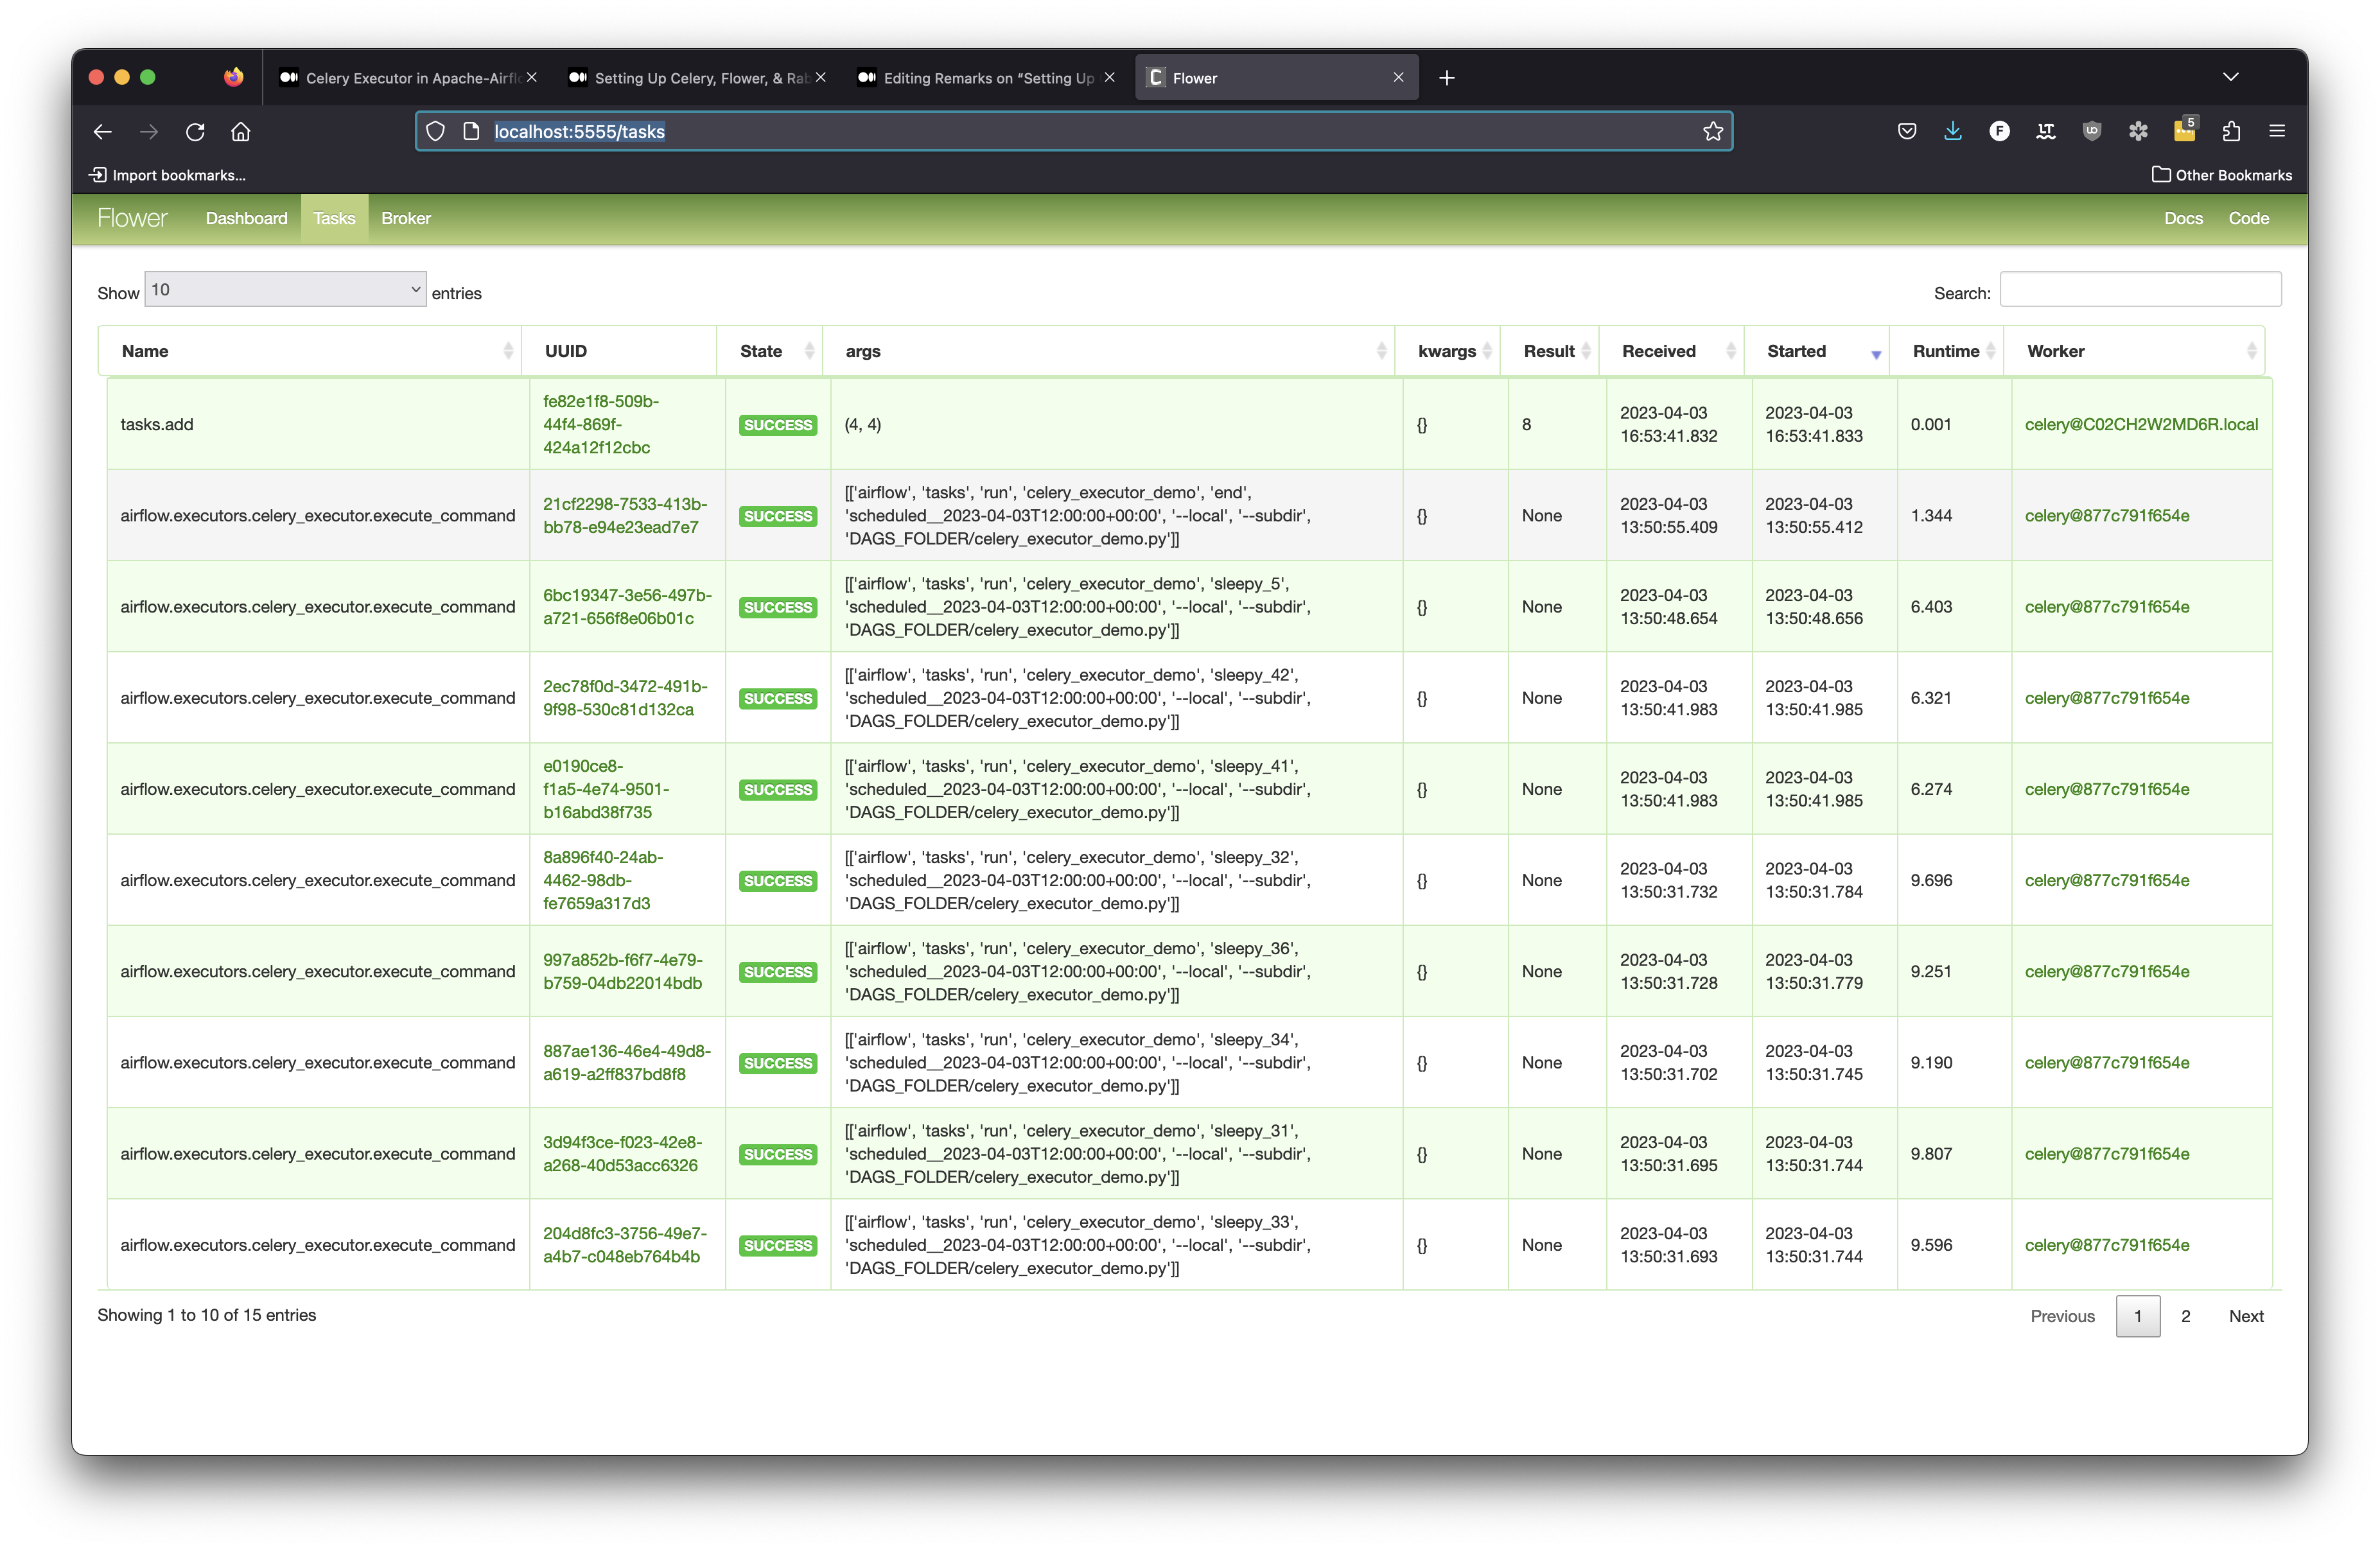 Celery Executor in Apache-Airfl
Setting Up Celery, Flower, & Rab
Editing Remarks on “Setting Up
Flower
localhost:5555/tasks
5
Import bookmarks...
Other Bookmarks
Flower Dashboard Tasks Broker Docs Code
Show 10 entries Search:
Name UUID State args kwargs Result Received Started Runtime Worker
tasks.add
fe82e1f8-509b-
44f4-869f-
424a12f12cbc
SUCCESS
(4, 4)
{}
8
2023-04-03
16:53:41.832
2023-04-03
16:53:41.833
0.001
celery@C02CH2W2MD6R.local
airflow.executors.celery_executor.execute_command
21cf2298-7533-413b-
bb78-e94e23ead7e7
SUCCESS
[['airflow', 'tasks', 'run', 'celery_executor_demo', 'end',
'scheduled__2023-04-03T12:00:00+00:00', '--local', '--subdir',
'DAGS_FOLDER/celery_executor_demo.py']]
{}
None
2023-04-03
13:50:55.409
2023-04-03
13:50:55.412
1.344
celery@877c791f654e
airflow.executors.celery_executor.execute_command
6bc19347-3e56-497b-
a721-656f8e06b01c
SUCCESS
[['airflow', 'tasks', 'run', 'celery_executor_demo', 'sleepy_5',
'scheduled__2023-04-03T12:00:00+00:00', '--local', '--subdir',
'DAGS_FOLDER/celery_executor_demo.py']]
{}
None
2023-04-03
13:50:48.654
2023-04-03
13:50:48.656
6.403
celery@877c791f654e
airflow.executors.celery_executor.execute_command
2ec78f0d-3472-491b-
9f98-530c81d132ca
SUCCESS
[['airflow', 'tasks', 'run', 'celery_executor_demo', 'sleepy_42',
'scheduled__2023-04-03T12:00:00+00:00', '--local', '--subdir',
'DAGS_FOLDER/celery_executor_demo.py']]
{}
None
2023-04-03
13:50:41.983
2023-04-03
13:50:41.985
6.321
celery@877c791f654e
airflow.executors.celery_executor.execute_command
e0190ce8-
f1a5-4e74-9501-
b16abd38f735
SUCCESS
[['airflow', 'tasks', 'run', 'celery_executor_demo', 'sleepy_41',
'scheduled__2023-04-03T12:00:00+00:00', '--local', '--subdir',
'DAGS_FOLDER/celery_executor_demo.py']]
{}
None
2023-04-03
13:50:41.983
2023-04-03
13:50:41.985
6.274
celery@877c791f654e
airflow.executors.celery_executor.execute_command
8a896f40-24ab-
4462-98db-
fe7659a317d3
SUCCESS
[['airflow', 'tasks', 'run', 'celery_executor_demo', 'sleepy_32',
'scheduled__2023-04-03T12:00:00+00:00', '--local', '--subdir',
'DAGS_FOLDER/celery_executor_demo.py']]
{}
None
2023-04-03
13:50:31.732
2023-04-03
13:50:31.784
9.696
celery@877c791f654e
airflow.executors.celery_executor.execute_command
997a852b-f6f7-4e79-
b759-04db22014bdb
SUCCESS
[['airflow', 'tasks', 'run', 'celery_executor_demo', 'sleepy_36',
'scheduled__2023-04-03T12:00:00+00:00', '--local', '--subdir',
'DAGS_FOLDER/celery_executor_demo.py']]
{}
None
2023-04-03
13:50:31.728
2023-04-03
13:50:31.779
9.251
celery@877c791f654e
airflow.executors.celery_executor.execute_command
887ae136-46e4-49d8-
a619-a2ff837bd8f8
SUCCESS
[['airflow', 'tasks', 'run', 'celery_executor_demo', 'sleepy_34',
'scheduled__2023-04-03T12:00:00+00:00', '--local', '--subdir',
'DAGS_FOLDER/celery_executor_demo.py']]
{}
None
2023-04-03
13:50:31.702
2023-04-03
13:50:31.745
9.190
celery@877c791f654e
airflow.executors.celery_executor.execute_command
3d94f3ce-f023-42e8-
a268-40d53acc6326
SUCCESS
[['airflow', 'tasks', 'run', 'celery_executor_demo', 'sleepy_31',
'scheduled__2023-04-03T12:00:00+00:00', '--local', '--subdir',
'DAGS_FOLDER/celery_executor_demo.py']]
{}
None
2023-04-03
13:50:31.695
2023-04-03
13:50:31.744
9.807
celery@877c791f654e
airflow.executors.celery_executor.execute_command
204d8fc3-3756-49e7-
a4b7-c048eb764b4b
SUCCESS
[['airflow', 'tasks', 'run', 'celery_executor_demo', 'sleepy_33',
'scheduled__2023-04-03T12:00:00+00:00', '--local', '--subdir',
'DAGS_FOLDER/celery_executor_demo.py']]
{}
None
2023-04-03
13:50:31.693
2023-04-03
13:50:31.744
9.596
celery@877c791f654e
Showing 1 to 10 of 15 entries
Previous 1 2 Next